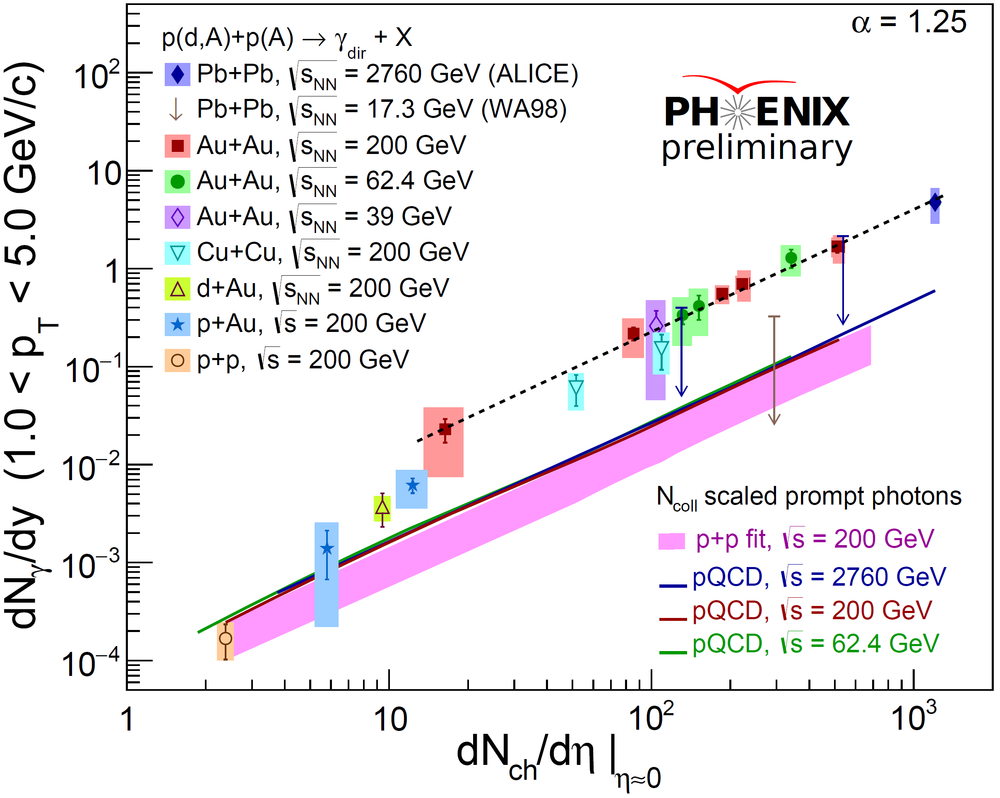 α = 1.25
p(d,A)+p(A) → γdir + X
Pb+Pb, √sNN = 2760 GeV (ALICE)
Pb+Pb, √sNN = 17.3 GeV (WA98)
Au+Au, √sNN = 200 GeV
Au+Au, √sNN = 62.4 GeV
Au+Au, √sNN = 39 GeV
Cu+Cu, √sNN = 200 GeV
d+Au, √sNN = 200 GeV
p+Au, √s = 200 GeV
p+p, √s = 200 GeV
PHENIX
preliminary
dNγ/dy (1.0 < pT < 5.0 GeV/c)
10²
10
1
10⁻¹
10⁻²
10⁻³
10⁻⁴
Ncoll scaled prompt photons
p+p fit, √s = 200 GeV
pQCD, √s = 2760 GeV
pQCD, √s = 200 GeV
pQCD, √s = 62.4 GeV
1 10 10² 10³
dNch/dη |η≈0